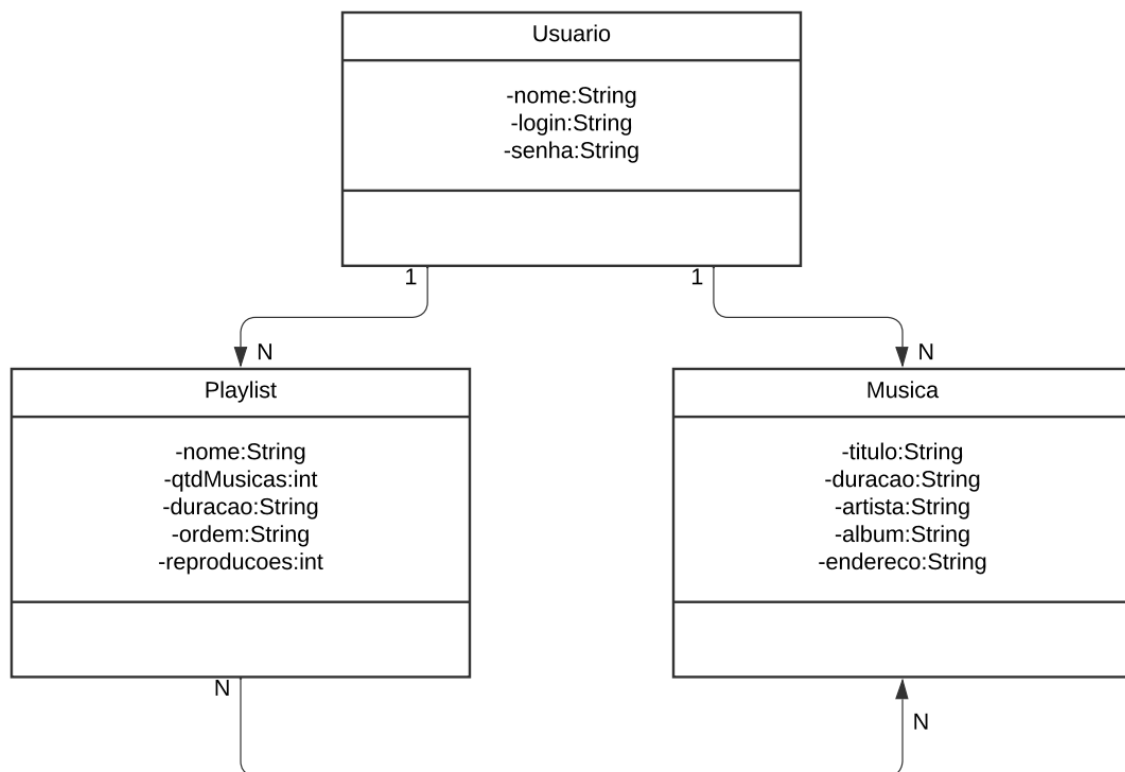 Usuario
-nome:String
-login:String
-senha:String
1
1
N
N
Playlist
-nome:String
-qtdMusicas:int
-duracao:String
-ordem:String
-reproducoes:int
Musica
-titulo:String
-duracao:String
-artista:String
-album:String
-endereco:String
N
N